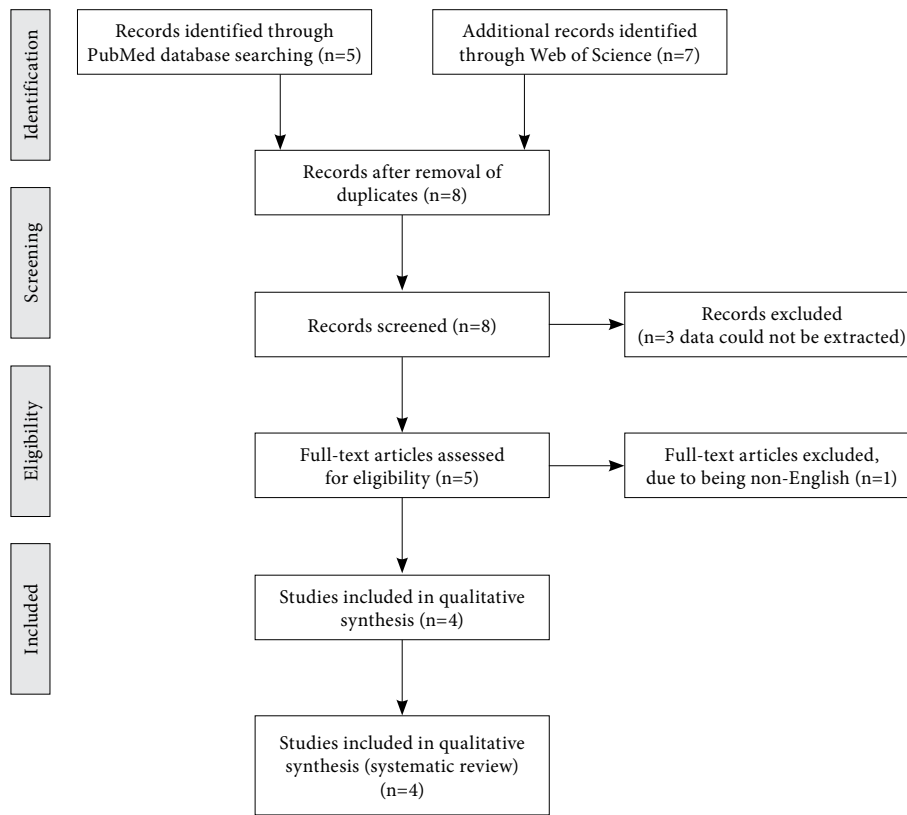 Identification
Records identified through
PubMed database searching (n=5)
Additional records identified
through Web of Science (n=7)
Records after removal of
duplicates (n=8)
Screening
Records screened (n=8)
Records excluded
(n=3 data could not be extracted)
Eligibility
Full-text articles assessed
for eligibility (n=5)
Full-text articles excluded,
due to being non-English (n=1)
Included
Studies included in qualitative
synthesis (n=4)
Studies included in qualitative
synthesis (systematic review)
(n=4)